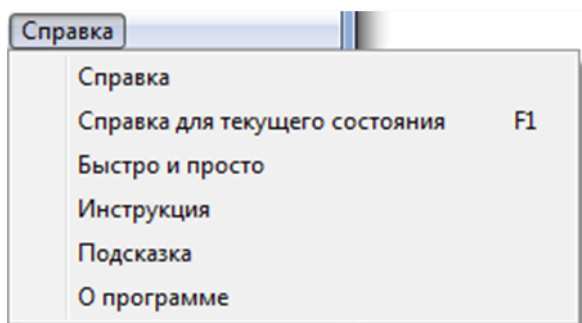 Справка
Справка
Справка для текущего состояния F1
Быстро и просто
Инструкция
Подсказка
О программе